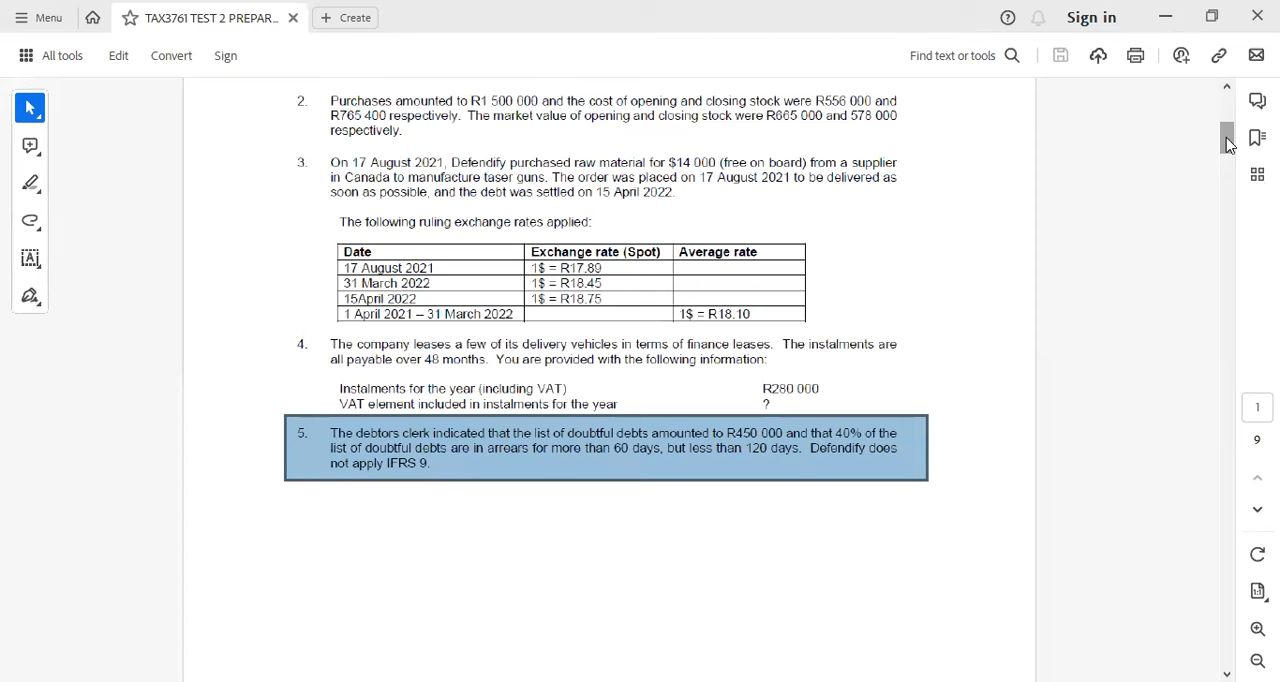 Menu
TAX3761 TEST 2 PREPAR...
Create
Sign in
All tools
Edit
Convert
Sign
Find text or tools
2. Purchases amounted to R1 500 000 and the cost of opening and closing stock were R556 000 and
R765 400 respectively. The market value of opening and closing stock were R665 000 and 578 000
respectively.
3. On 17 August 2021, Defendify purchased raw material for $14 000 (free on board) from a supplier
in Canada to manufacture taser guns. The order was placed on 17 August 2021 to be delivered as
soon as possible, and the debt was settled on 15 April 2022.
The following ruling exchange rates applied:
Date Exchange rate (Spot) Average rate
17 August 2021 1$ = R17.89
31 March 2022 1$ = R18.45
15April 2022 1$ = R18.75
1 April 2021 – 31 March 2022 1$ = R18.10
4. The company leases a few of its delivery vehicles in terms of finance leases. The instalments are
all payable over 48 months. You are provided with the following information:
Instalments for the year (including VAT) R280 000
VAT element included in instalments for the year ?
5. The debtors clerk indicated that the list of doubtful debts amounted to R450 000 and that 40% of the
list of doubtful debts are in arrears for more than 60 days, but less than 120 days. Defendify does
not apply IFRS 9.
1
9